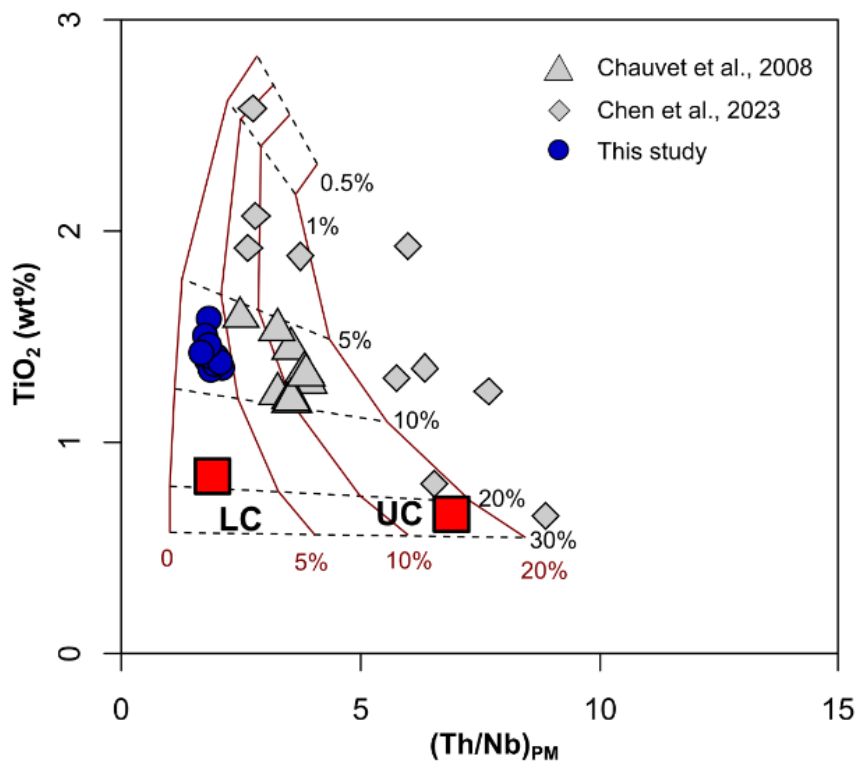 3
Chauvet et al., 2008
Chen et al., 2023
This study
0.5%
1%
2
5%
10%
1
20%
LC
UC
30%
0
5%
10%
20%
0
0
5
10
15
TiO2 (wt%)
(Th/Nb)PM